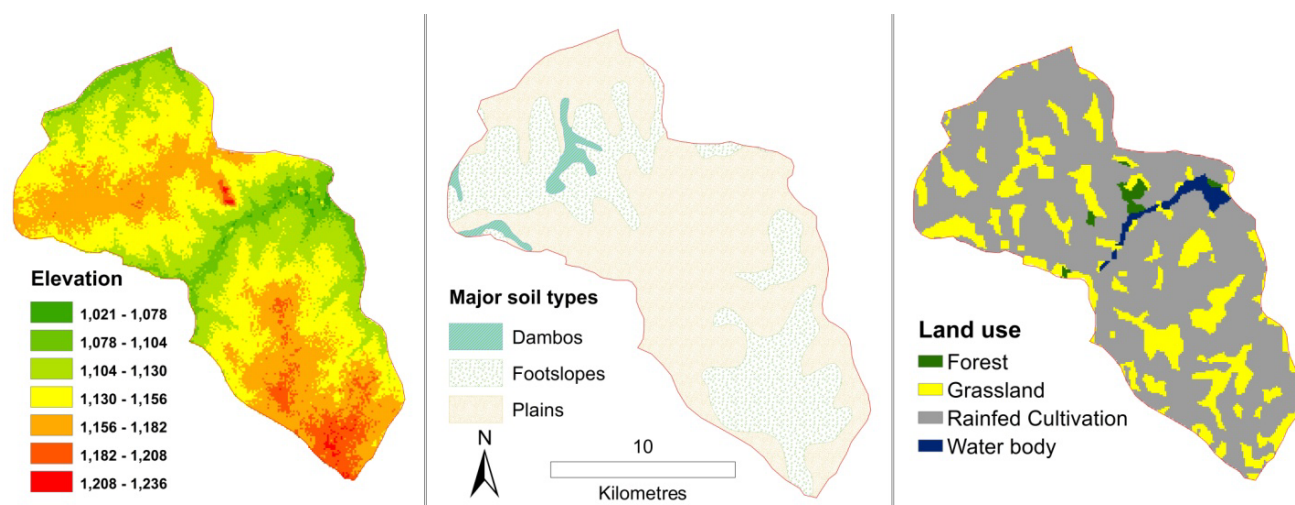 Elevation
1,021 - 1,078
1,078 - 1,104
1,104 - 1,130
1,130 - 1,156
1,156 - 1,182
1,182 - 1,208
1,208 - 1,236
Major soil types
Dambos
Footslopes
Plains
N
10
Kilometres
Land use
Forest
Grassland
Rainfed Cultivation
Water body